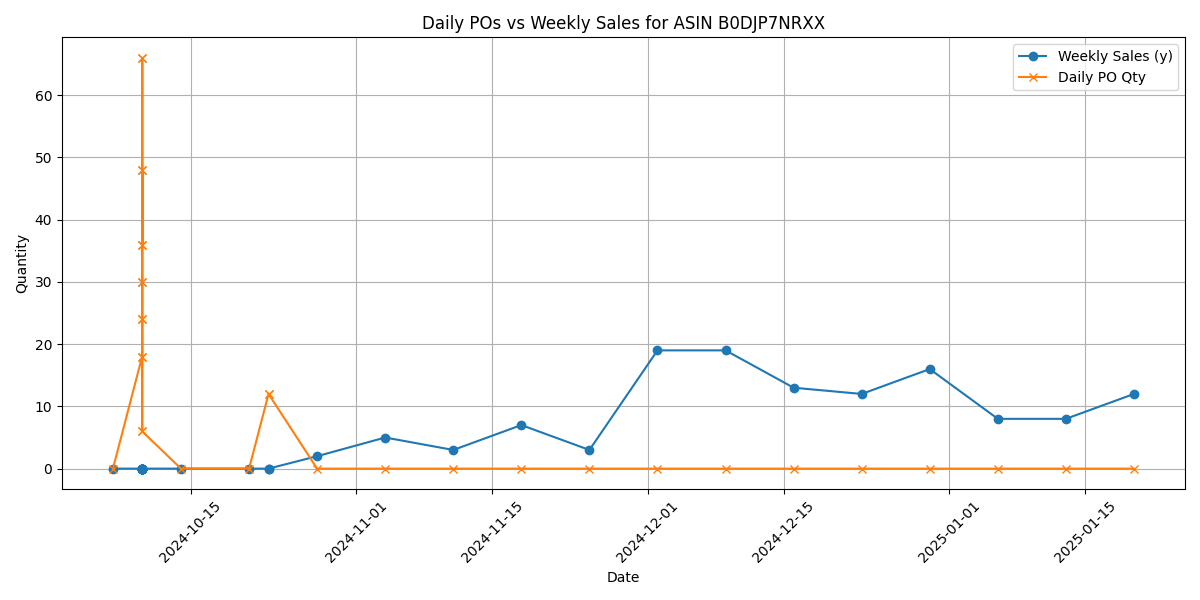 Daily POs vs Weekly Sales for ASIN B0DJP7NRXX
Weekly Sales (y)
Daily PO Qty
Quantity
60
50
40
30
20
10
0
2024-10-15
2024-11-01
2024-11-15
2024-12-01
2024-12-15
2025-01-01
2025-01-15
Date